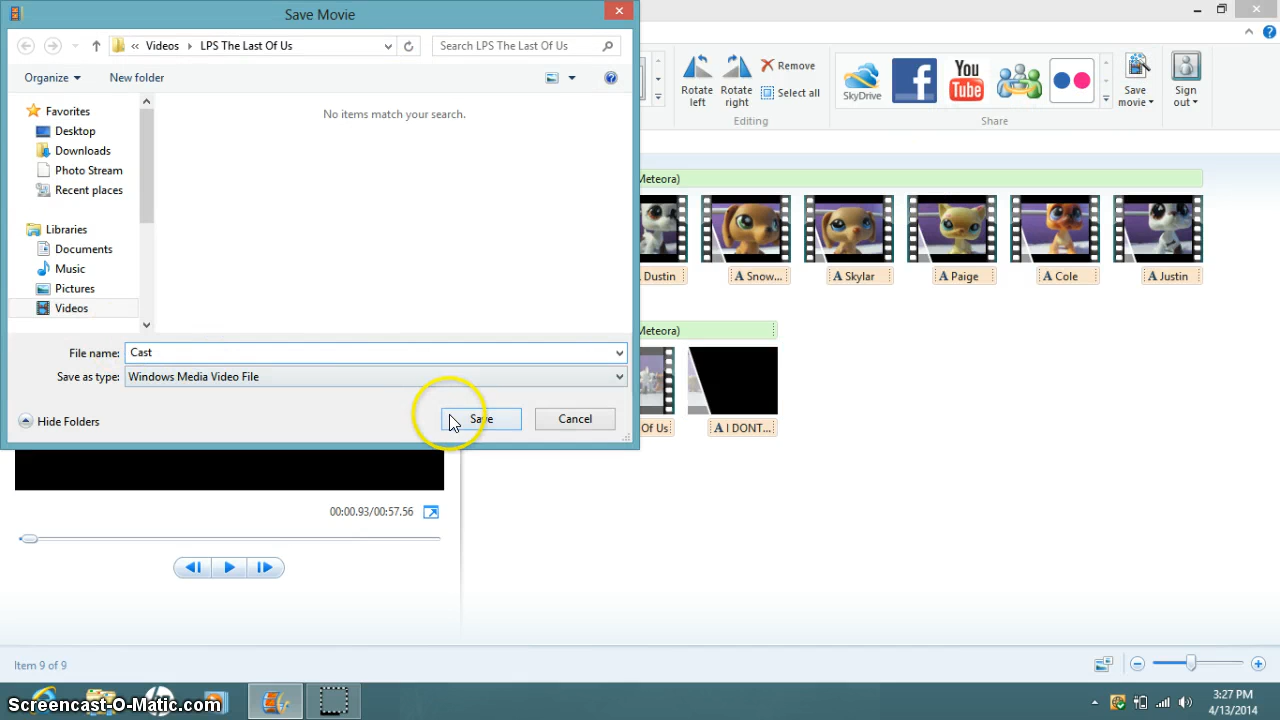 Save Movie
« Videos LPS The Last Of Us
Search LPS The Last Of Us
Organize
New folder
Favorites
Desktop
Downloads
Photo Stream
Recent places
Libraries
Documents
Music
Pictures
Videos
No items match your search.
File name: Cast
Save as type: Windows Media Video File
Hide Folders
Save
Cancel
Rotate left
Rotate right
Remove
Select all
Editing
SkyDrive
You Tube
Save movie
Sign out
Share
Meteora)
Dustin
A Snow...
A Skylar
A Paige
A Cole
A Justin
Meteora)
Of Us
A I DONT...
00:00.93/00:57.56
Item 9 of 9
Screencast-O-Matic.com
3:27 PM
4/13/2014